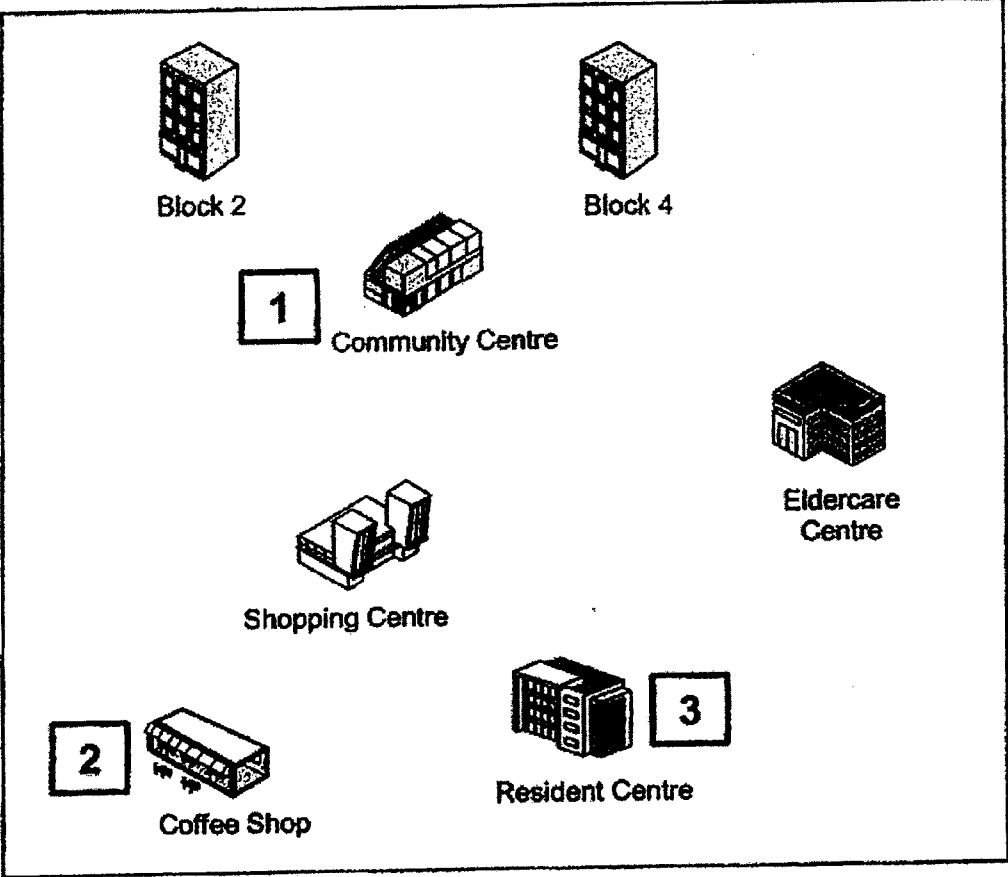 Block 2
Block 4
1
Community Centre
Eldercare
Centre
Shopping Centre
3
2
Resident Centre
Coffee Shop